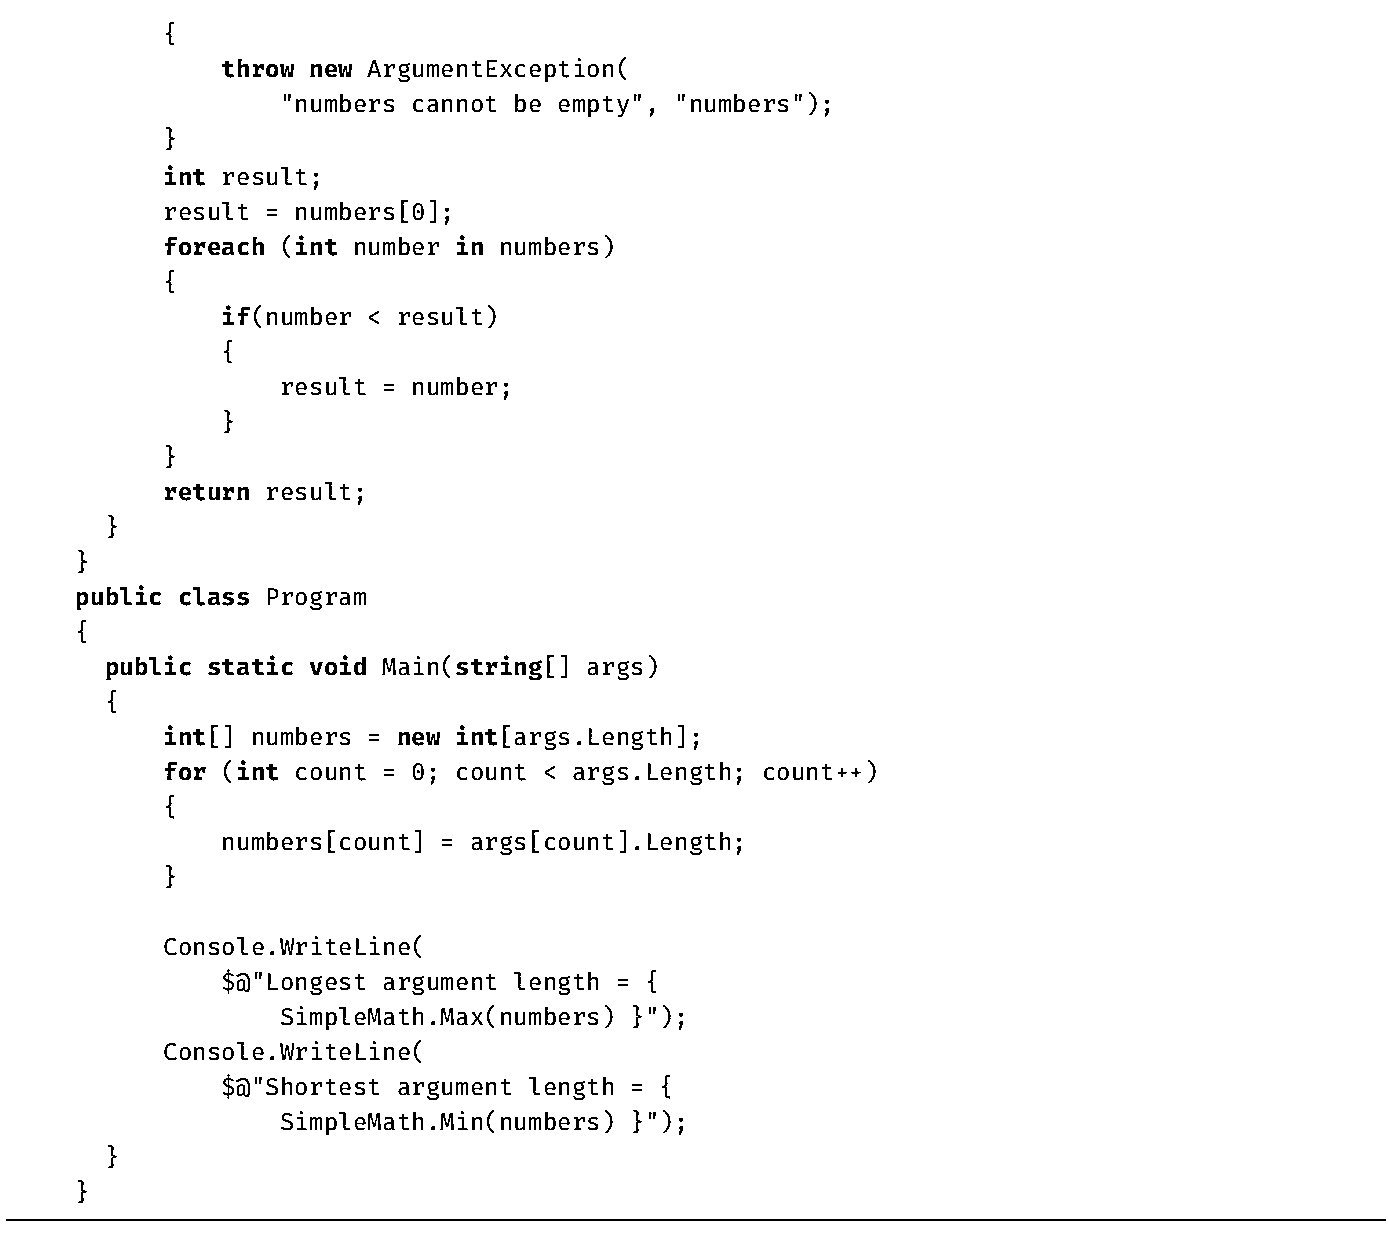 {
throw new ArgumentException(
"numbers cannot be empty", "numbers");
}
int result;
result = numbers[0];
foreach (int number in numbers)
{
if(number < result)
{
result = number;
}
}
return result;
}
}
public class Program
{
public static void Main(string[] args)
{
int[] numbers = new int[args.Length];
for (int count = 0; count < args.Length; count++)
{
numbers[count] = args[count].Length;
}
Console.WriteLine(
$@"Longest argument length = {
SimpleMath.Max(numbers) }");
Console.WriteLine(
$@"Shortest argument length = {
SimpleMath.Min(numbers) }");
}
}